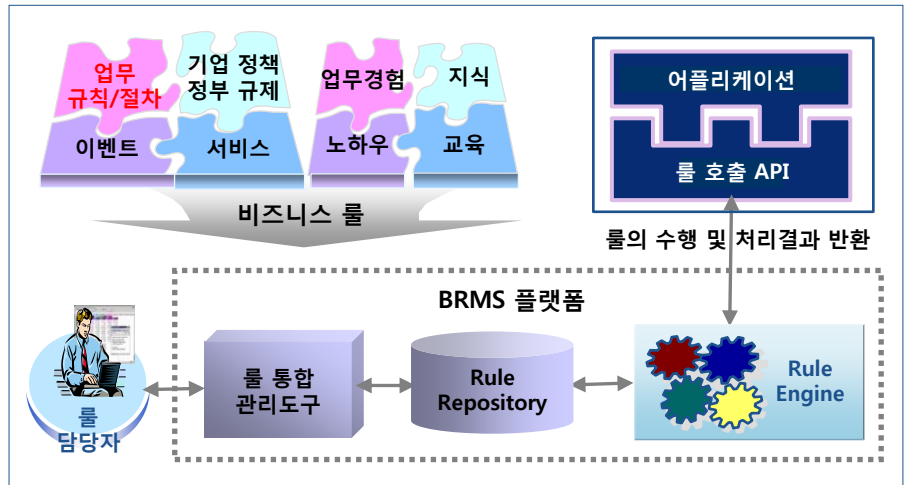 업무
규칙/절차
기업 정책
정부 규제
업무경험
지식
이벤트
서비스
노하우
교육
비즈니스 룰
어플리케이션
룰 호출 API
룰의 수행 및 처리결과 반환
BRMS 플랫폼
룰
담당자
룰 통합
관리도구
Rule
Repository
Rule
Engine